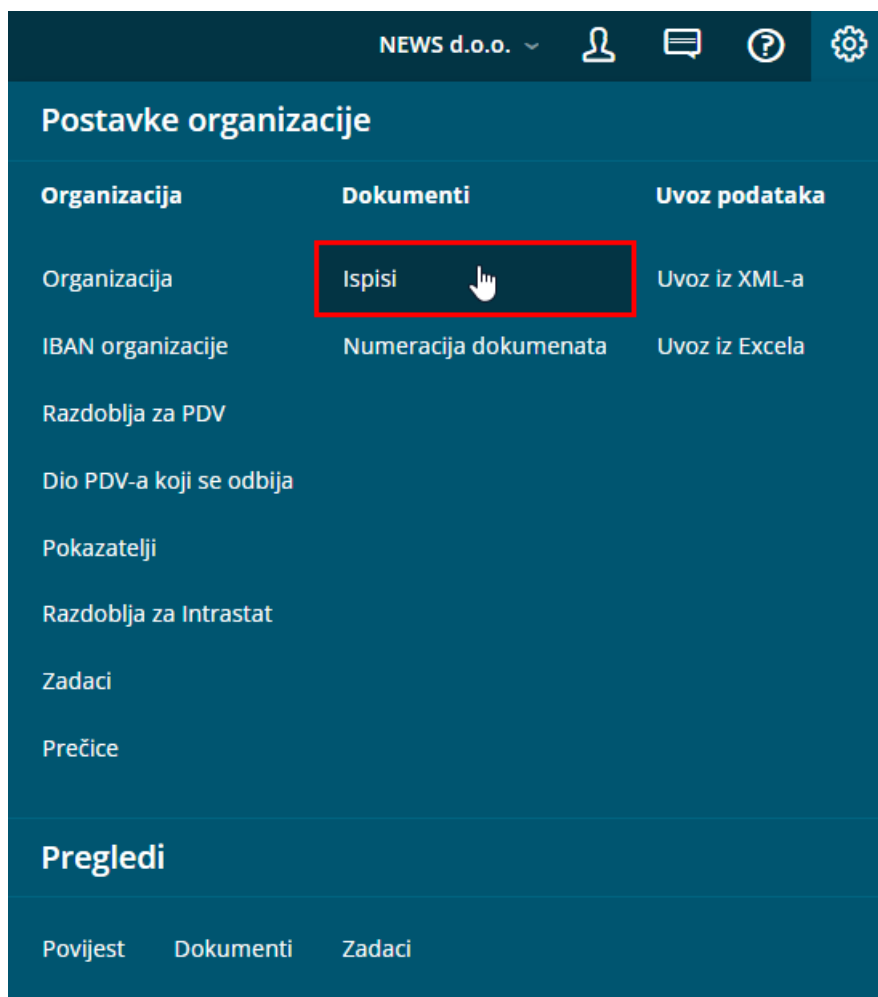 NEWS d.o.o.
Postavke organizacije
Organizacija Dokumenti Uvoz podataka
Organizacija Ispisi Uvoz iz XML-a
IBAN organizacije Numeracija dokumenata Uvoz iz Excela
Razdoblja za PDV
Dio PDV-a koji se odbija
Pokazatelji
Razdoblja za Intrastat
Zadaci
Prečice
Pregledi
Povijest Dokumenti Zadaci